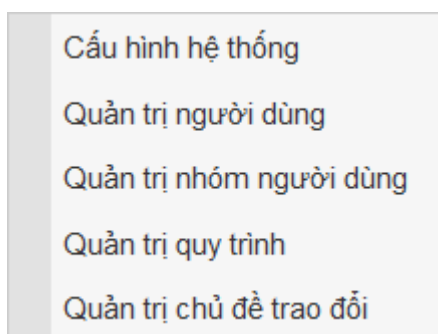 Cấu hình hệ thống
Quản trị người dùng
Quản trị nhóm người dùng
Quản trị quy trình
Quản trị chủ đề trao đổi